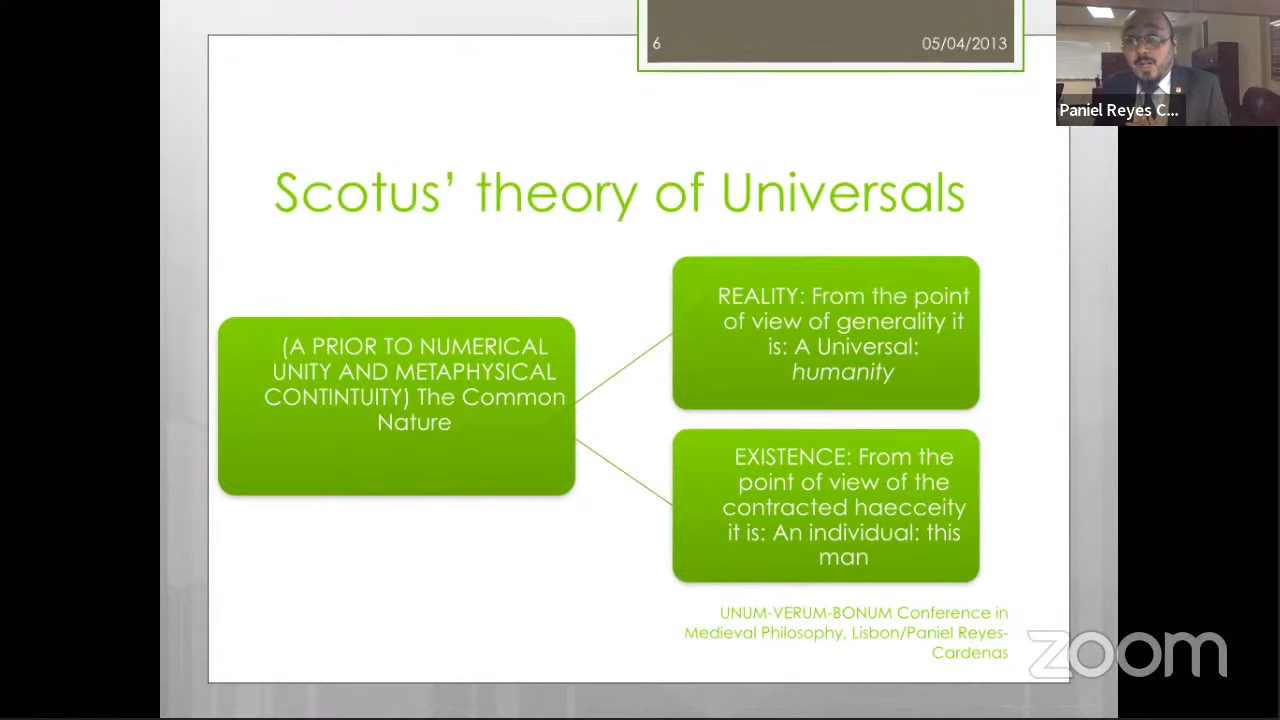 6
05/04/2013
Paniel Reyes C...
Scotus’ theory of Universals
(A PRIOR TO NUMERICAL
UNITY AND METAPHYSICAL
CONTINTUITY) The Common
Nature
REALITY: From the point
of view of generality it
is: A Universal:
humanity
EXISTENCE: From the
point of view of the
contracted haecceity
it is: An individual: this
man
UNUM-VERUM-BONUM Conference in
Medieval Philosophy, Lisbon/Paniel Reyes-
Cardenas
zoom